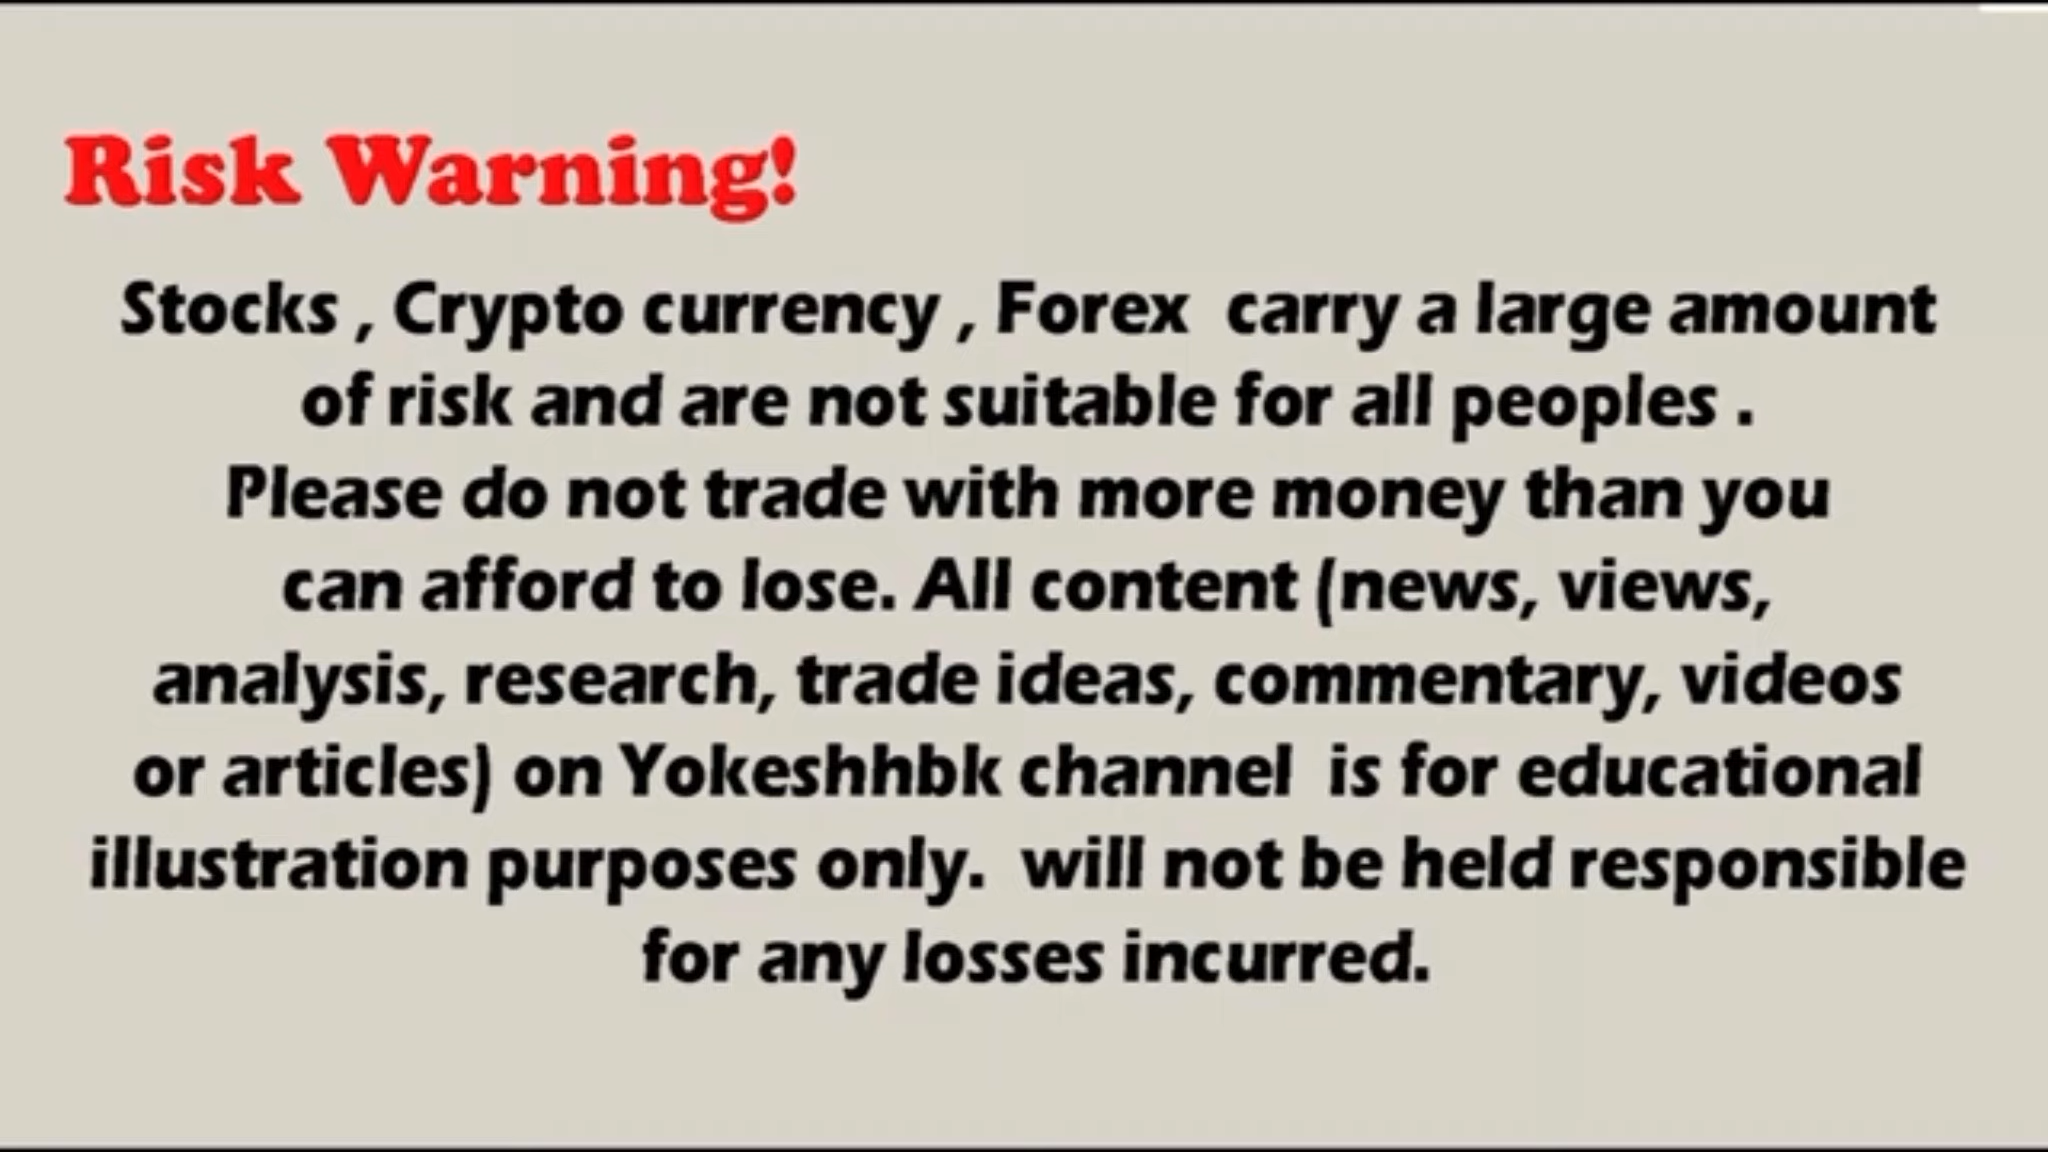 Risk Warning!
Stocks , Crypto currency , Forex  carry a large amount
of risk and are not suitable for all peoples .
Please do not trade with more money than you
can afford to lose. All content (news, views,
analysis, research, trade ideas, commentary, videos
or articles) on Yokeshhbk channel  is for educational
illustration purposes only.  will not be held responsible
for any losses incurred.